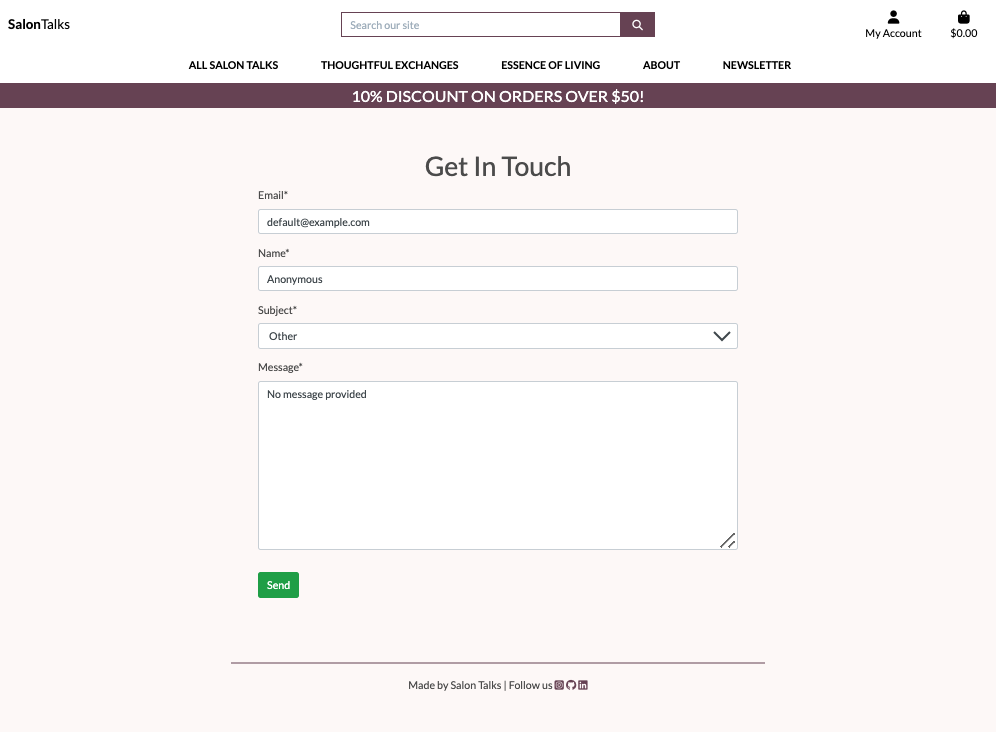 SalonTalks
Search our site
My Account
$0.00
ALL SALON TALKS THOUGHTFUL EXCHANGES ESSENCE OF LIVING ABOUT NEWSLETTER
10% DISCOUNT ON ORDERS OVER $50!
Get In Touch
Email*
default@example.com
Name*
Anonymous
Subject*
Other
Message*
No message provided
Send
Made by Salon Talks | Follow us